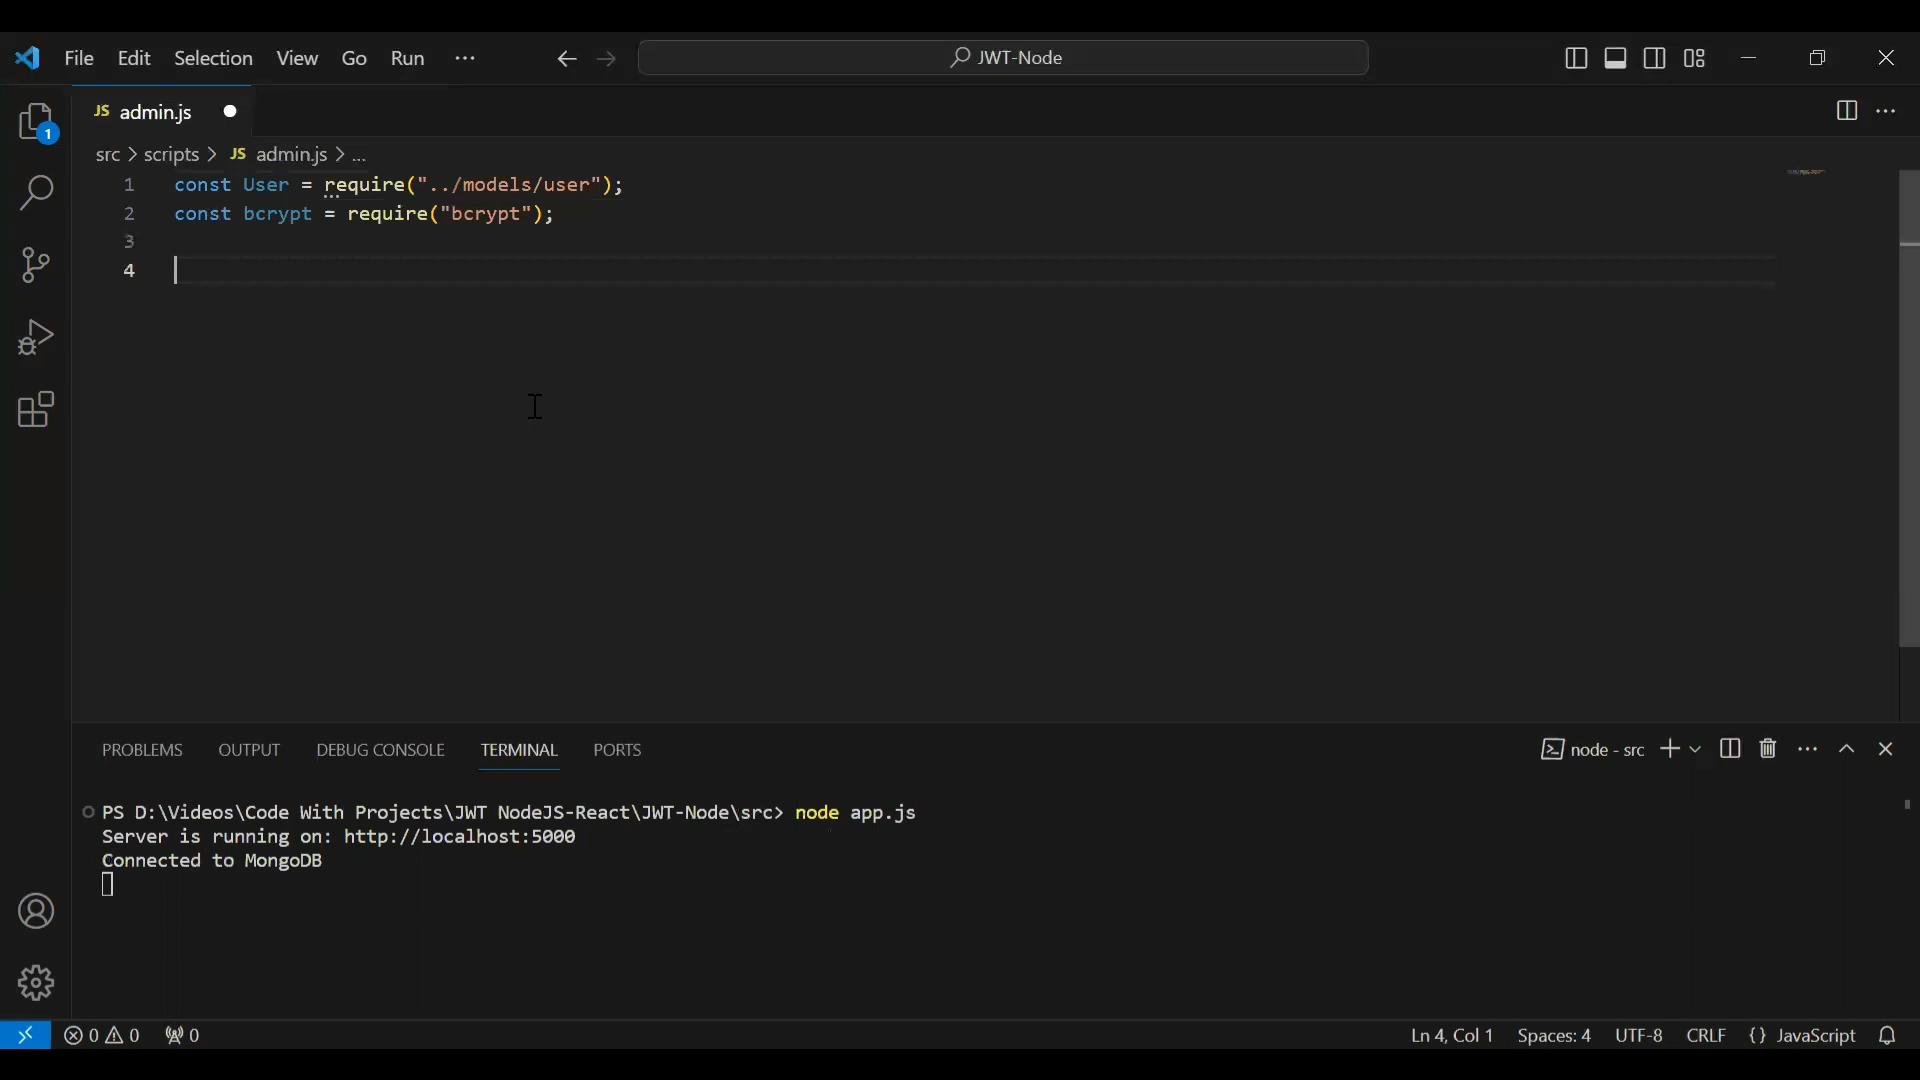 File Edit Selection View Go Run ... JWT-Node
1
JS admin.js
src > scripts > JS admin.js > ...
1 const User = require("../models/user");
2 const bcrypt = require("bcrypt");
3
4
PROBLEMS OUTPUT DEBUG CONSOLE TERMINAL PORTS node - src
PS D:\Videos\Code With Projects\JWT NodeJS-React\JWT-Node\src> node app.js
Server is running on: http://localhost:5000
Connected to MongoDB
0 0 0 Ln 4, Col 1 Spaces: 4 UTF-8 CRLF {} JavaScript